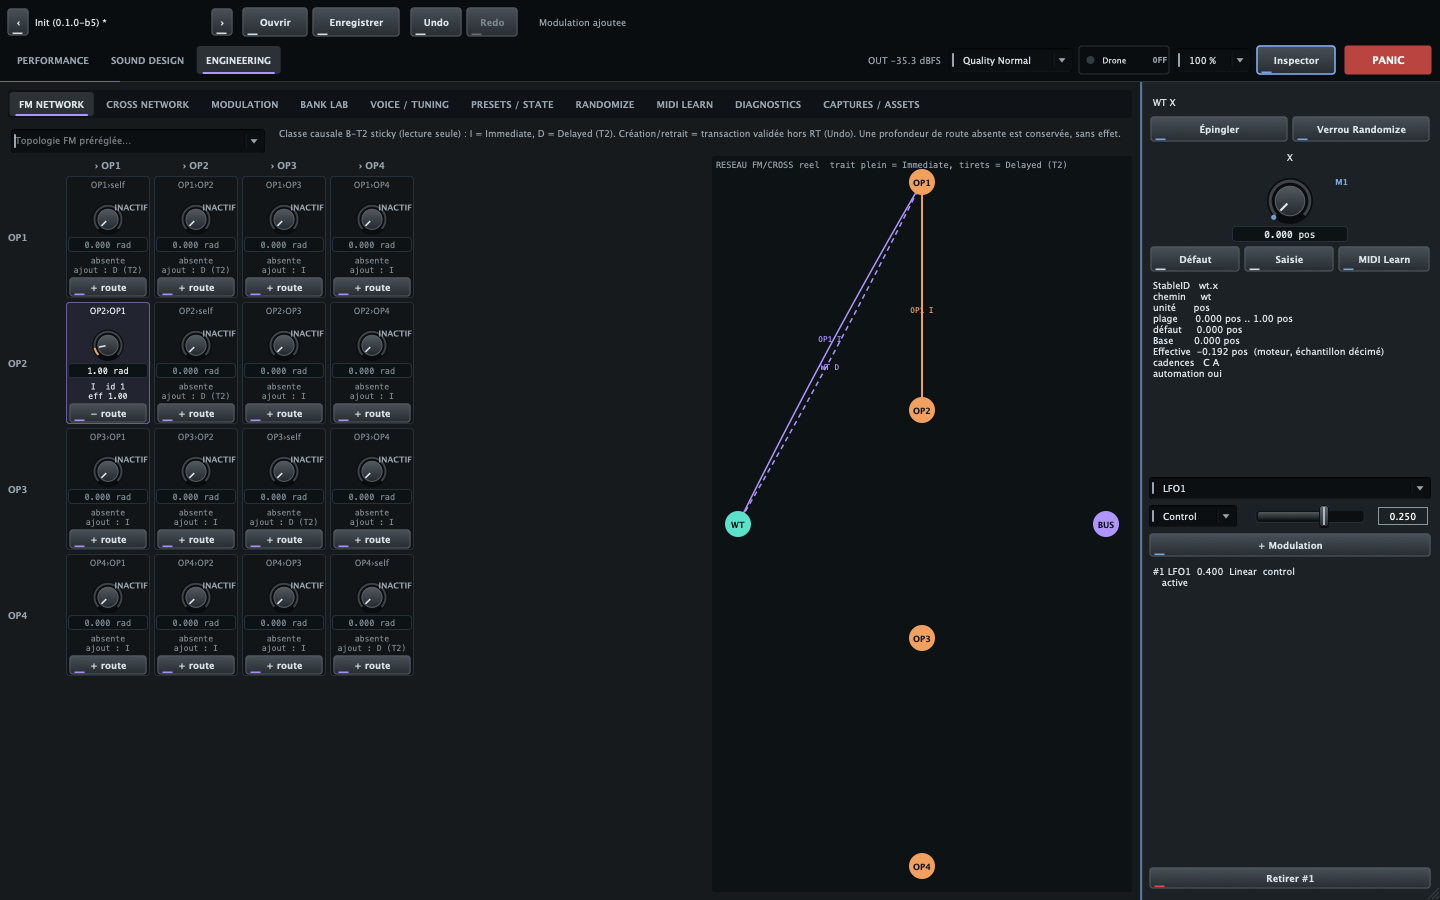 ‹ Init (0.1.0-b5) * › Ouvrir Enregistrer Undo Redo Modulation ajoutee
PERFORMANCE SOUND DESIGN ENGINEERING OUT -35.3 dBFS Quality Normal Drone OFF 100 % Inspector PANIC
FM NETWORK CROSS NETWORK MODULATION BANK LAB VOICE / TUNING PRESETS / STATE RANDOMIZE MIDI LEARN DIAGNOSTICS CAPTURES / ASSETS
Topologie FM préréglée... Classe causale B-T2 sticky (lecture seule) : I = Immediate, D = Delayed (T2). Création/retrait = transaction validée hors RT (Undo). Une profondeur de route absente est conservée, sans effet.
› OP1 › OP2 › OP3 › OP4
OP1
OP1›self OP1›OP2 OP1›OP3 OP1›OP4
INACTIF INACTIF INACTIF INACTIF
0.000 rad 0.000 rad 0.000 rad 0.000 rad
absente absente absente absente
ajout : D (T2) ajout : D (T2) ajout : I ajout : I
+ route + route + route + route
OP2
OP2›OP1 OP2›self OP2›OP3 OP2›OP4
INACTIF INACTIF INACTIF
1.00 rad 0.000 rad 0.000 rad 0.000 rad
I id 1 absente absente absente
eff 1.00 ajout : D (T2) ajout : I ajout : I
− route + route + route + route
OP3
OP3›OP1 OP3›OP2 OP3›self OP3›OP4
INACTIF INACTIF INACTIF INACTIF
0.000 rad 0.000 rad 0.000 rad 0.000 rad
absente absente absente absente
ajout : I ajout : I ajout : D (T2) ajout : I
+ route + route + route + route
OP4
OP4›OP1 OP4›OP2 OP4›OP3 OP4›self
INACTIF INACTIF INACTIF INACTIF
0.000 rad 0.000 rad 0.000 rad 0.000 rad
absente absente absente absente
ajout : I ajout : I ajout : I ajout : D (T2)
+ route + route + route + route
RESEAU FM/CROSS reel trait plein = Immediate, tirets = Delayed (T2)
OP1
OP1 I
OP1 I
WT D
OP2
WT
BUS
OP3
OP4
WT X
Épingler Verrou Randomize
X
M1
0.000 pos
Défaut Saisie MIDI Learn
StableID wt.x
chemin wt
unité pos
plage 0.000 pos .. 1.00 pos
défaut 0.000 pos
Base 0.000 pos
Effective −0.192 pos (moteur, échantillon décimé)
cadences C A
automation oui
LFO1
Control 0.250
+ Modulation
#1 LFO1 0.400 Linear control
active
Retirer #1